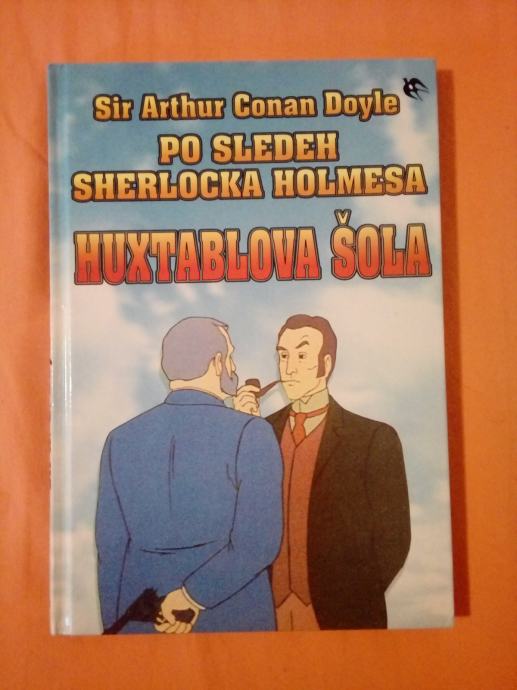 Sir Arthur Conan Doyle
PO SLEDEH
SHERLOCKA HOLMESA
HUXTABLOVA ŠOLA